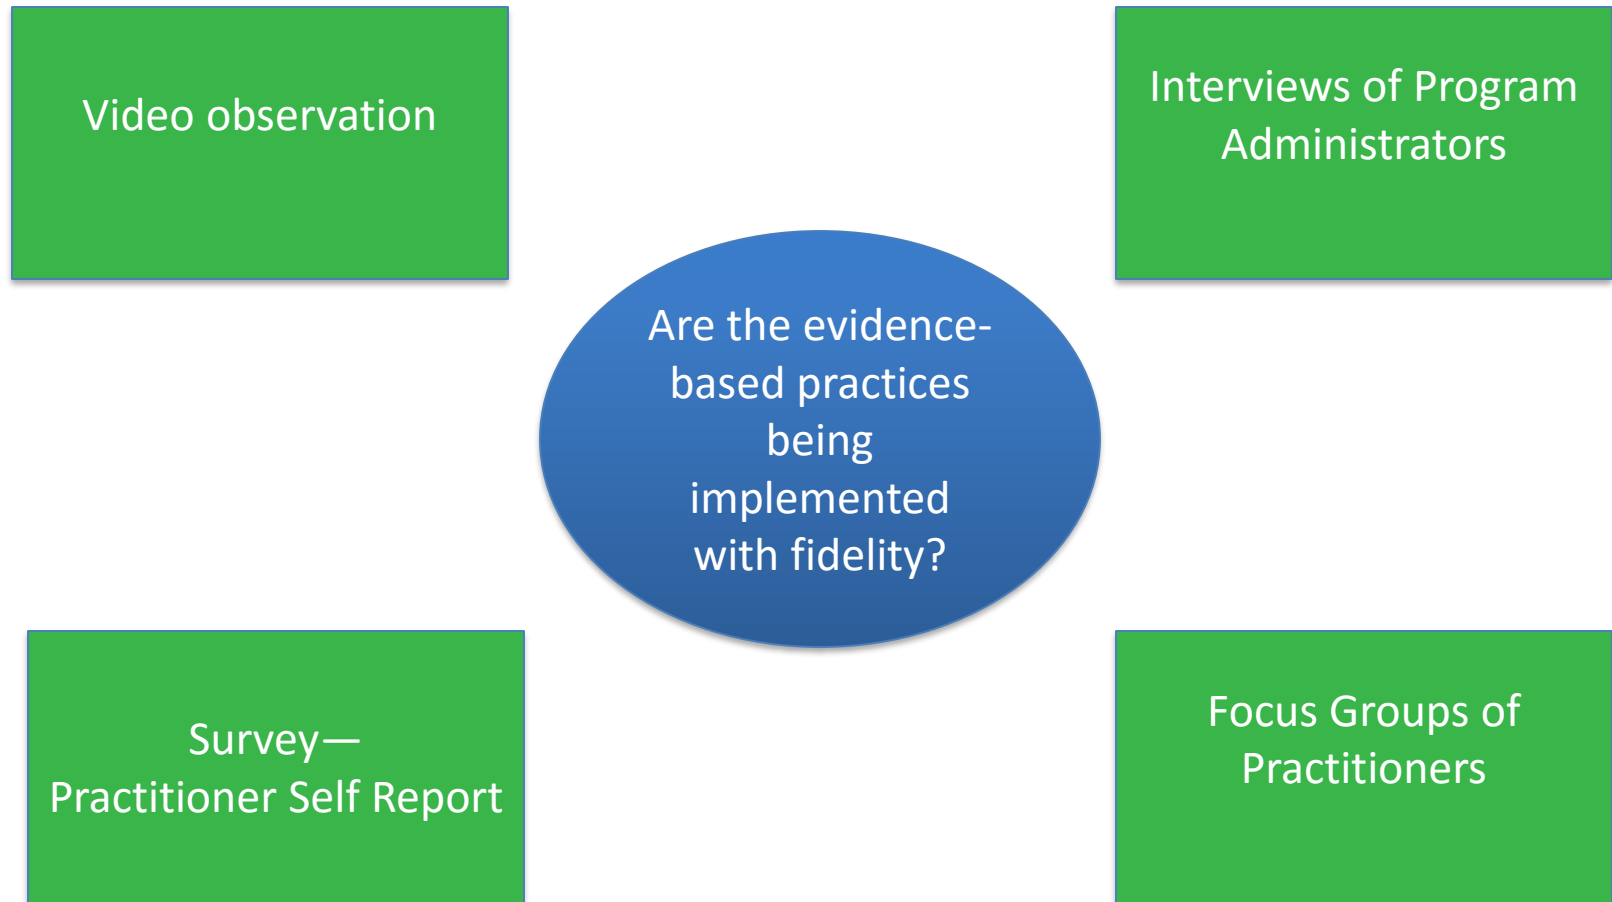 Video observation
Interviews of Program
Administrators
Are the evidence-
based practices
being
implemented
with fidelity?
Survey—
Practitioner Self Report
Focus Groups of
Practitioners